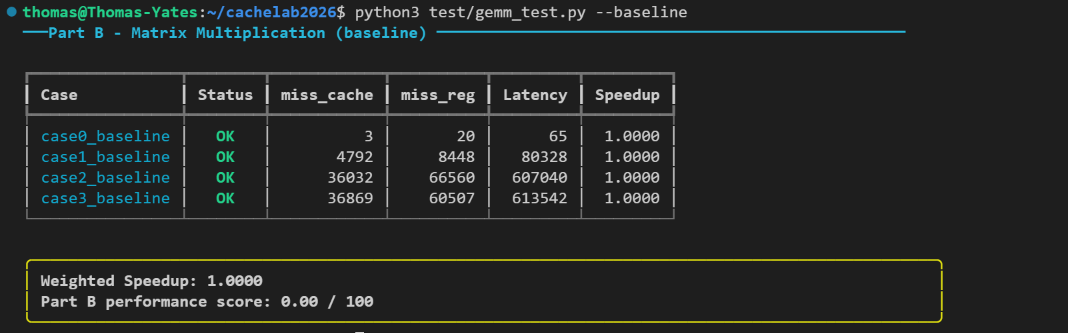 thomas@Thomas-Yates:~/cachelab2026$ python3 test/gemm_test.py --baseline
Part B - Matrix Multiplication (baseline)
Case Status miss_cache miss_reg Latency Speedup
case0_baseline OK 3 20 65 1.0000
case1_baseline OK 4792 8448 80328 1.0000
case2_baseline OK 36032 66560 607040 1.0000
case3_baseline OK 36869 60507 613542 1.0000
Weighted Speedup: 1.0000
Part B performance score: 0.00 / 100